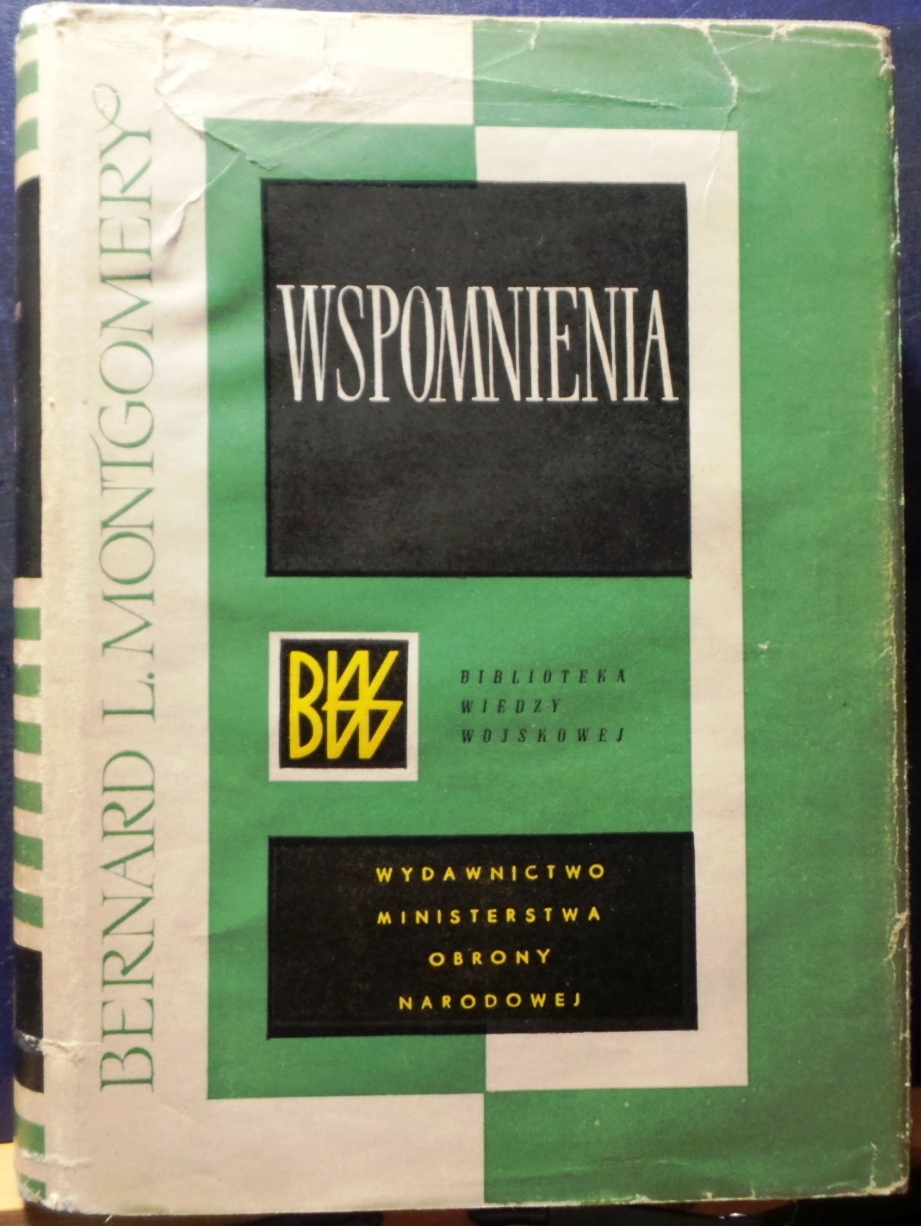 BERNARD L. MONTGOMERY
WSPOMNIENIA
BWW
BIBLIOTEKA
WIEDZY
WOJSKOWEJ
WYDAWNICTWO
MINISTERSTWA
OBRONY
NARODOWEJ